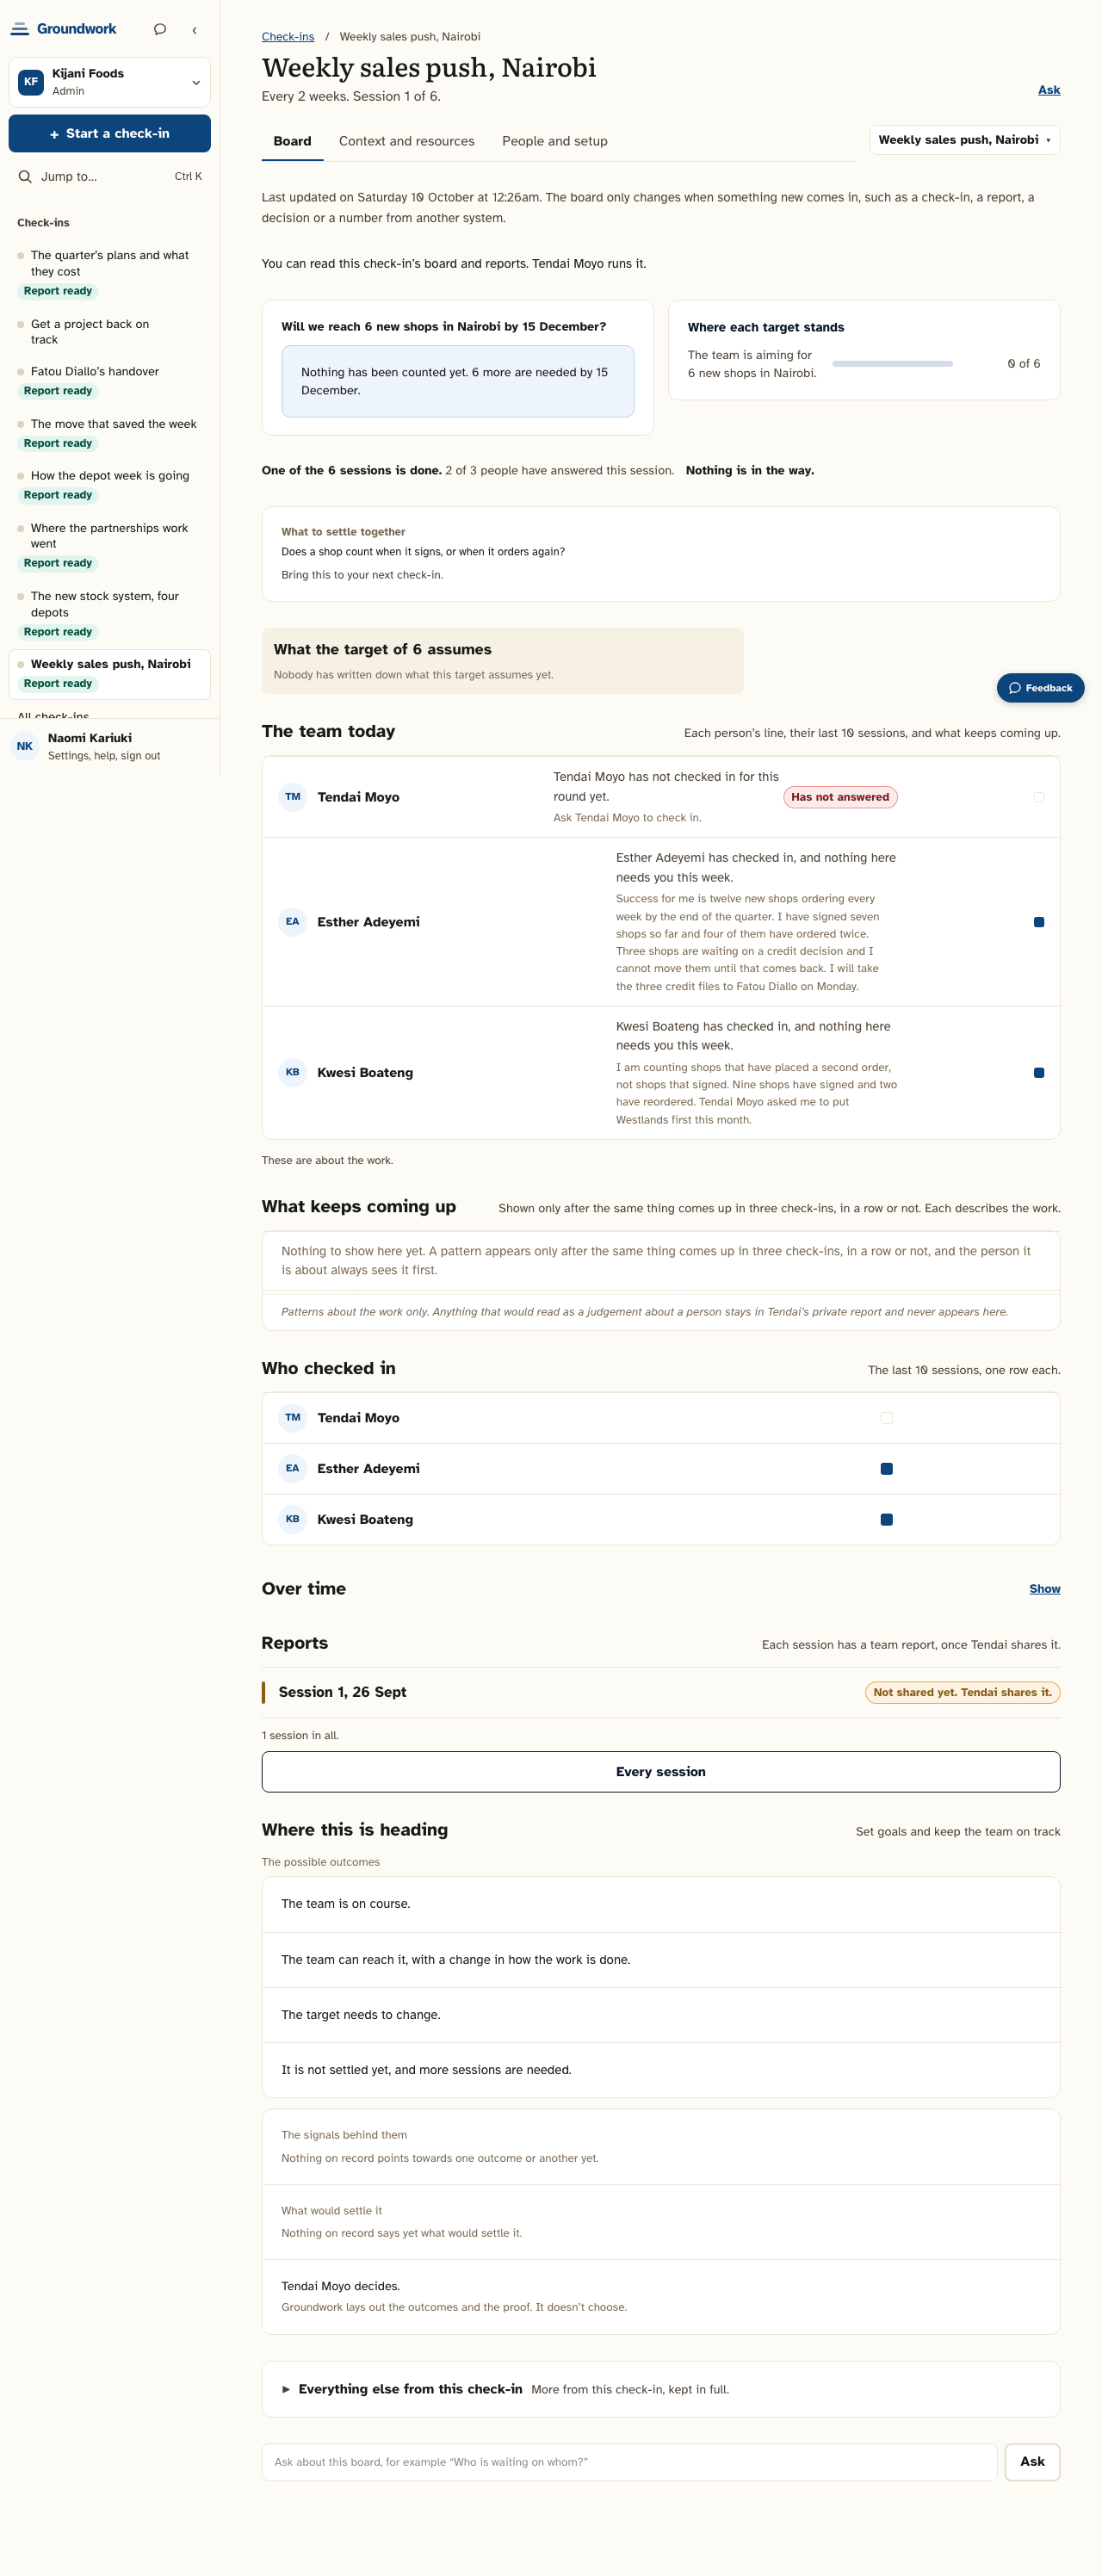 Groundwork
KF
Kijani Foods
Admin
+ Start a check-in
Jump to...
Ctrl K
Check-ins
The quarter's plans and what
they cost
Report ready
Get a project back on
track
Fatou Diallo's handover
Report ready
The move that saved the week
Report ready
How the depot week is going
Report ready
Where the partnerships work
went
Report ready
The new stock system, four
depots
Report ready
Weekly sales push, Nairobi
Report ready
All check-ins
NK
Naomi Kariuki
Settings, help, sign out
Check-ins / Weekly sales push, Nairobi
Weekly sales push, Nairobi
Every 2 weeks. Session 1 of 6.
Ask
Board
Context and resources
People and setup
Weekly sales push, Nairobi
Last updated on Saturday 10 October at 12:26am. The board only changes when something new comes in, such as a check-in, a report, a
decision or a number from another system.
You can read this check-in's board and reports. Tendai Moyo runs it.
Will we reach 6 new shops in Nairobi by 15 December?
Nothing has been counted yet. 6 more are needed by 15
December.
Where each target stands
The team is aiming for
6 new shops in Nairobi.
0 of 6
One of the 6 sessions is done. 2 of 3 people have answered this session. Nothing is in the way.
What to settle together
Does a shop count when it signs, or when it orders again?
Bring this to your next check-in.
What the target of 6 assumes
Nobody has written down what this target assumes yet.
Feedback
The team today
Each person's line, their last 10 sessions, and what keeps coming up.
TM
Tendai Moyo
Tendai Moyo has not checked in for this
round yet.
Ask Tendai Moyo to check in.
Has not answered
EA
Esther Adeyemi
Esther Adeyemi has checked in, and nothing here
needs you this week.
Success for me is twelve new shops ordering every
week by the end of the quarter. I have signed seven
shops so far and four of them have ordered twice.
Three shops are waiting on a credit decision and I
cannot move them until that comes back. I will take
the three credit files to Fatou Diallo on Monday.
KB
Kwesi Boateng
Kwesi Boateng has checked in, and nothing here
needs you this week.
I am counting shops that have placed a second order,
not shops that signed. Nine shops have signed and two
have reordered. Tendai Moyo asked me to put
Westlands first this month.
These are about the work.
What keeps coming up
Shown only after the same thing comes up in three check-ins, in a row or not. Each describes the work.
Nothing to show here yet. A pattern appears only after the same thing comes up in three check-ins, in a row or not, and the person it
is about always sees it first.
Patterns about the work only. Anything that would read as a judgement about a person stays in Tendai's private report and never appears here.
Who checked in
The last 10 sessions, one row each.
TM
Tendai Moyo
EA
Esther Adeyemi
KB
Kwesi Boateng
Over time
Show
Reports
Each session has a team report, once Tendai shares it.
Session 1, 26 Sept
Not shared yet. Tendai shares it.
1 session in all.
Every session
Where this is heading
Set goals and keep the team on track
The possible outcomes
The team is on course.
The team can reach it, with a change in how the work is done.
The target needs to change.
It is not settled yet, and more sessions are needed.
The signals behind them
Nothing on record points towards one outcome or another yet.
What would settle it
Nothing on record says yet what would settle it.
Tendai Moyo decides.
Groundwork lays out the outcomes and the proof. It doesn't choose.
Everything else from this check-in More from this check-in, kept in full.
Ask about this board, for example “Who is waiting on whom?”
Ask